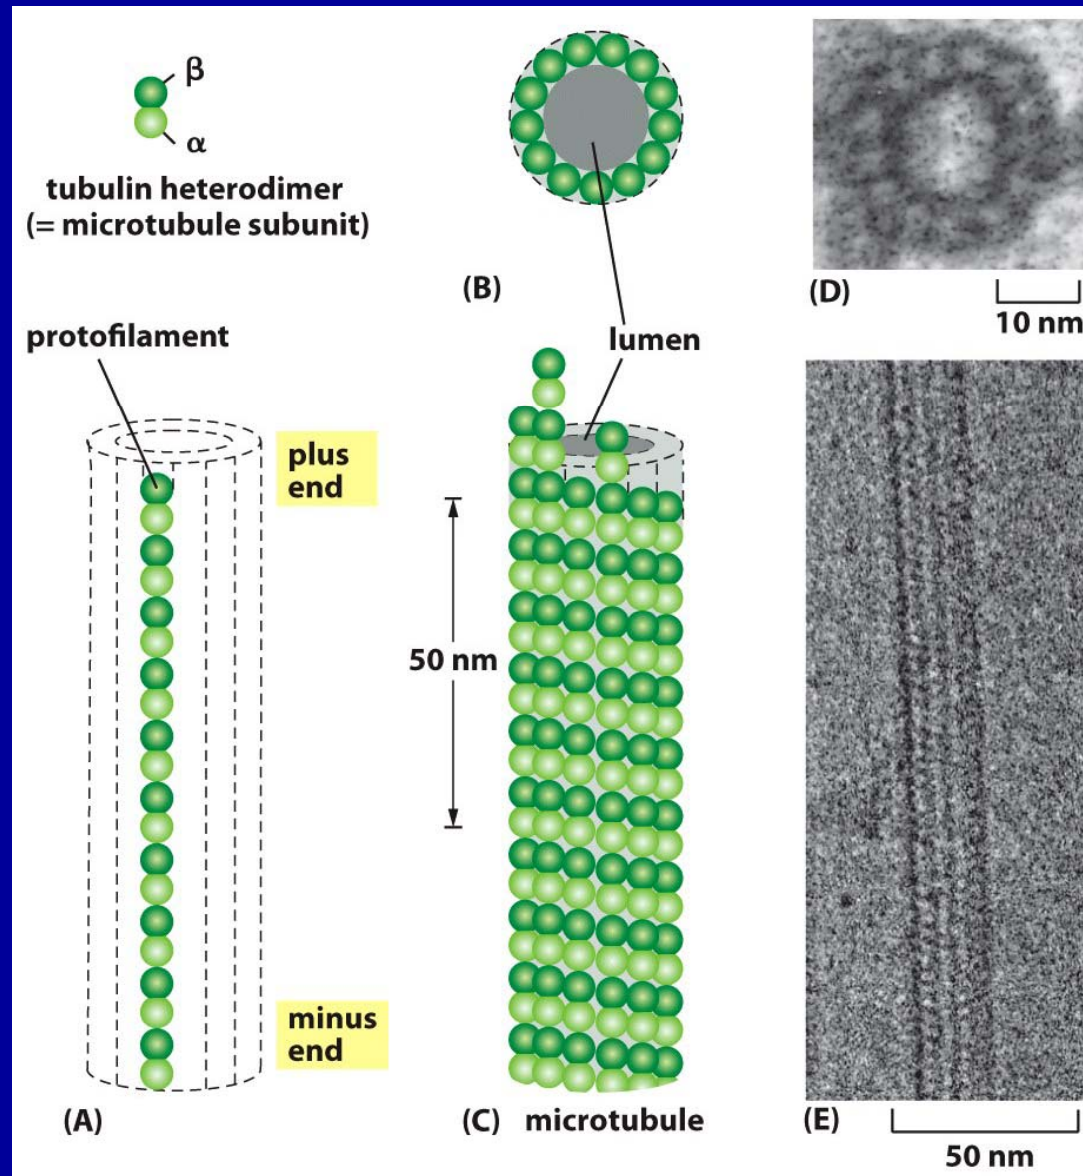 β
α
tubulin heterodimer
(= microtubule subunit)
(B)
(D)
10 nm
protofilament
lumen
plus
end
50 nm
minus
end
(A)
(C)
microtubule
(E)
50 nm